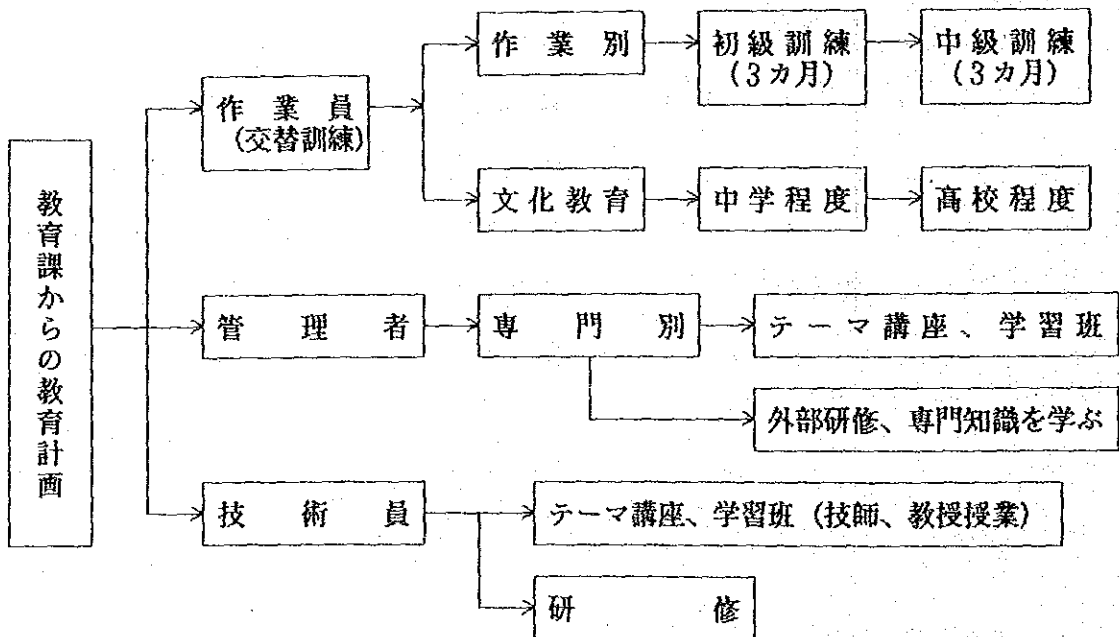 教育課からの教育計画
作業員
(交替訓練)
作業別
初級訓練
(3カ月)
中級訓練
(3カ月)
文化教育
中学程度
高校程度
管理者
専門別
テーマ講座、学習班
外部研修、専門知識を学ぶ
技術員
テーマ講座、学習班(技師、教授授業)
研修